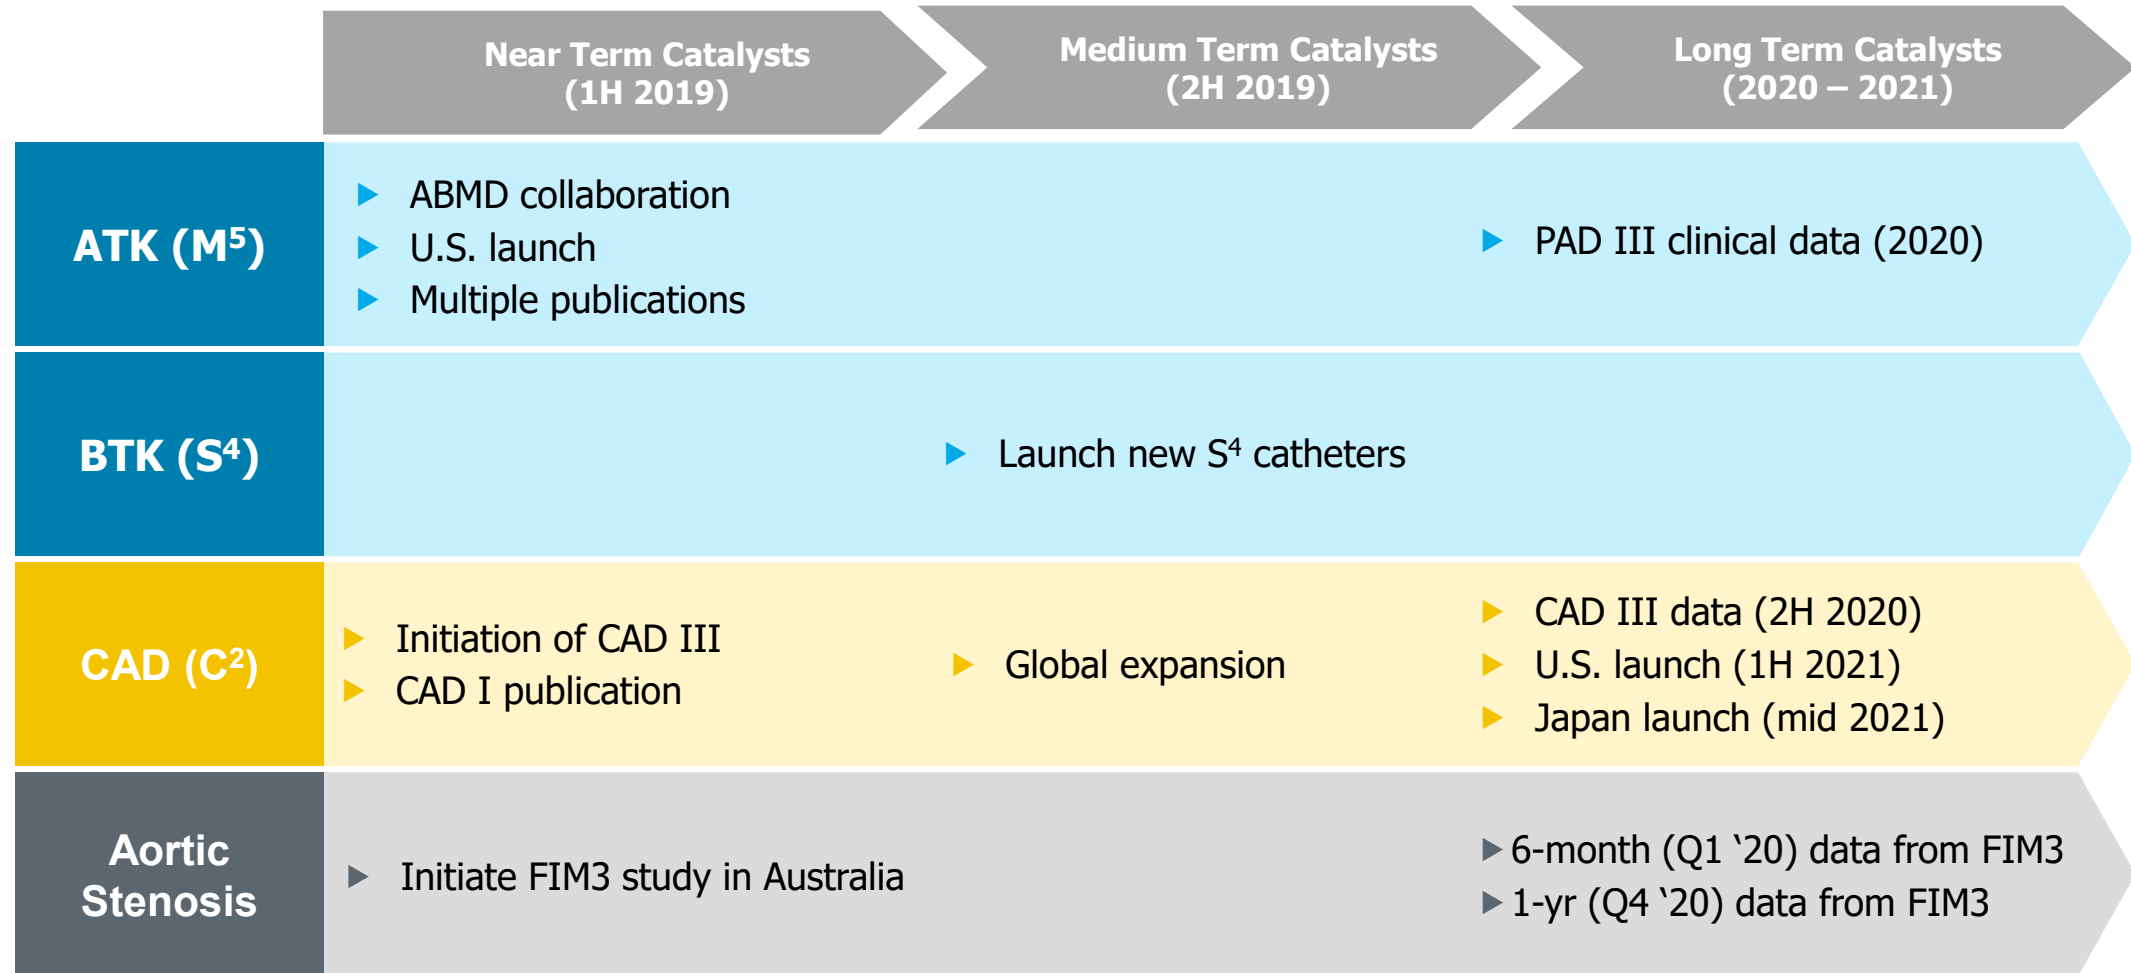 Near Term Catalysts
(1H 2019)
Medium Term Catalysts
(2H 2019)
Long Term Catalysts
(2020 – 2021)
ATK (M⁵)
ABMD collaboration
U.S. launch
Multiple publications
PAD III clinical data (2020)
BTK (S⁴)
Launch new S⁴ catheters
CAD (C²)
Initiation of CAD III
CAD I publication
Global expansion
CAD III data (2H 2020)
U.S. launch (1H 2021)
Japan launch (mid 2021)
Aortic
Stenosis
Initiate FIM3 study in Australia
6-month (Q1 ‘20) data from FIM3
1-yr (Q4 ‘20) data from FIM3